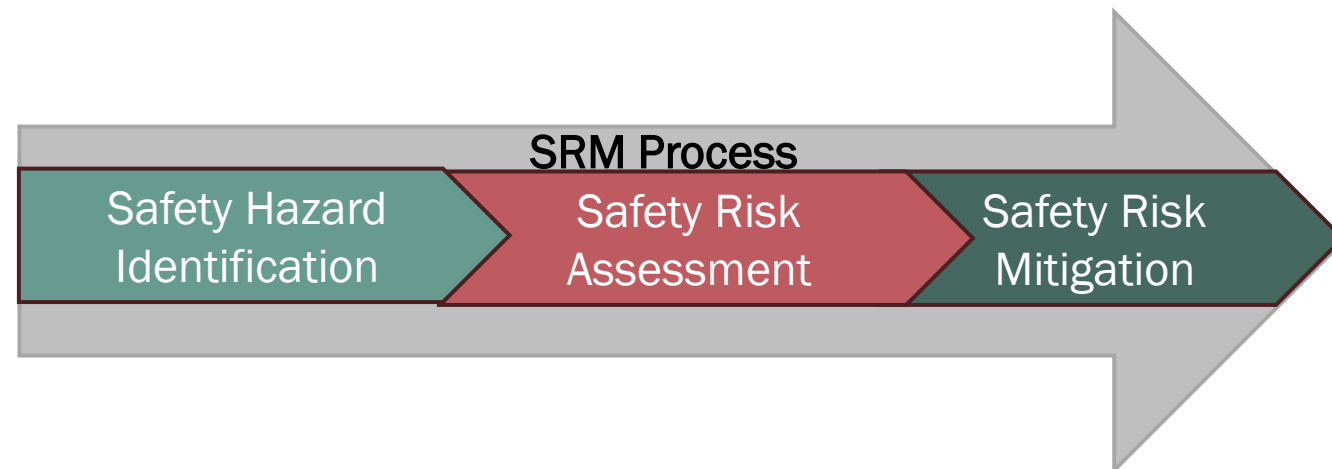 SRM Process
Safety Hazard
Identification
Safety Risk
Assessment
Safety Risk
Mitigation